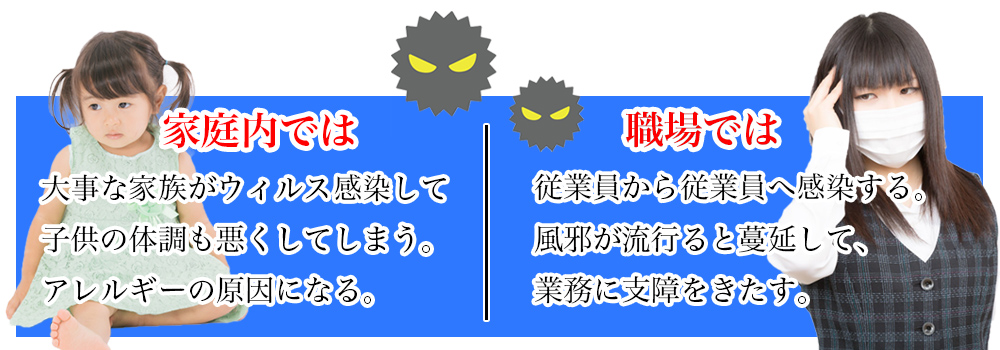 家庭内では
大事な家族がウィルス感染して
子供の体調も悪くしてしまう。
アレルギーの原因になる。
職場では
従業員から従業員へ感染する。
風邪が流行ると蔓延して、
業務に支障をきたす。